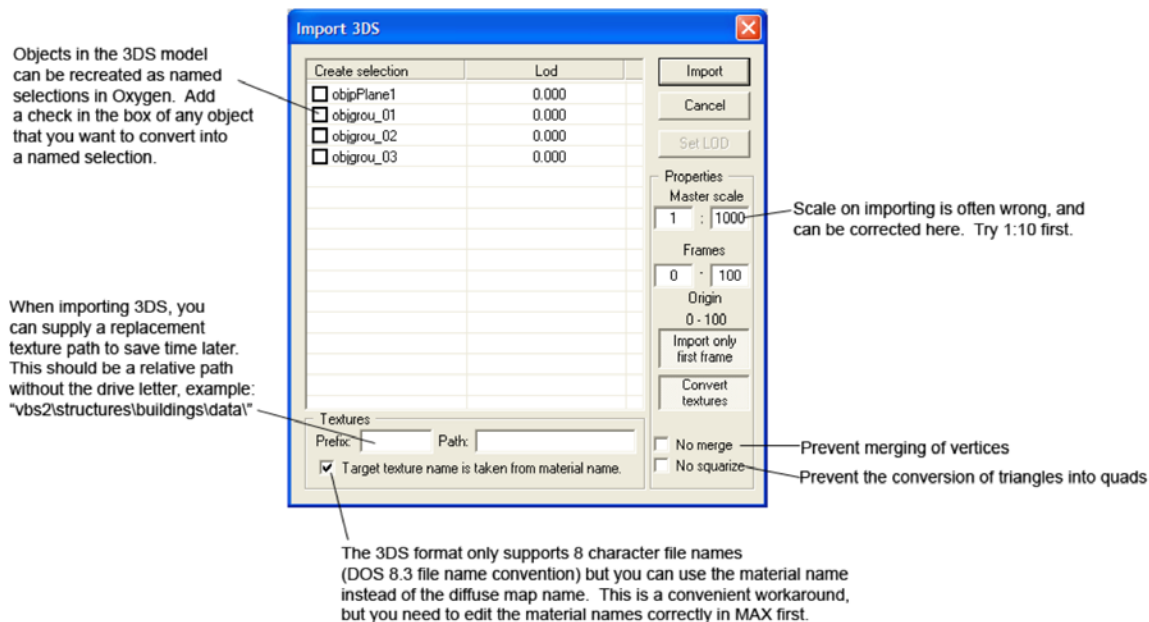 Import 3DS
Objects in the 3DS model
can be recreated as named
selections in Oxygen. Add
a check in the box of any object
that you want to convert into
a named selection.
Create selection Lod
objpPlane1 0.000
objgrou_01 0.000
objgrou_02 0.000
objgrou_03 0.000
Import
Cancel
Set LOD
Properties
Master scale
1 : 1000
Scale on importing is often wrong, and
can be corrected here. Try 1:10 first.
Frames
0 - 100
Origin
0 - 100
Import only
first frame
Convert
textures
When importing 3DS, you
can supply a replacement
texture path to save time later.
This should be a relative path
without the drive letter, example:
“vbs2\structures\buildings\data\”
Textures
Prefix: Path:
Target texture name is taken from material name.
No merge
Prevent merging of vertices
No squarize
Prevent the conversion of triangles into quads
The 3DS format only supports 8 character file names
(DOS 8.3 file name convention) but you can use the material name
instead of the diffuse map name. This is a convenient workaround,
but you need to edit the material names correctly in MAX first.